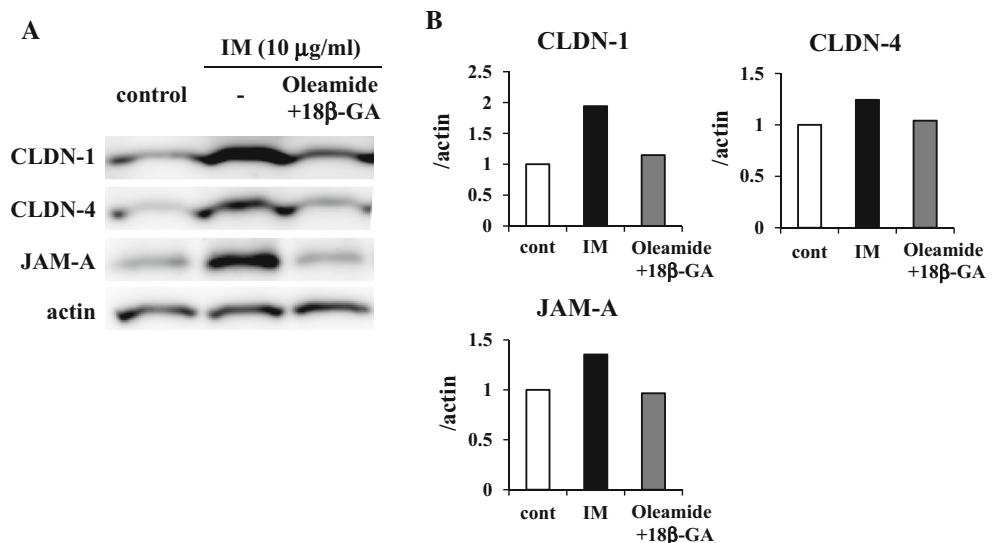 A
IM (10 μg/ml)
control
-
Oleamide
+18β-GA
CLDN-1
CLDN-4
JAM-A
actin
B
CLDN-1
2.5
2
1.5
1
0.5
0
/actin
cont
IM
Oleamide
+18β-GA
CLDN-4
1.5
1
0.5
0
/actin
cont
IM
Oleamide
+18β-GA
JAM-A
1.5
1
0.5
0
/actin
cont
IM
Oleamide
+18β-GA